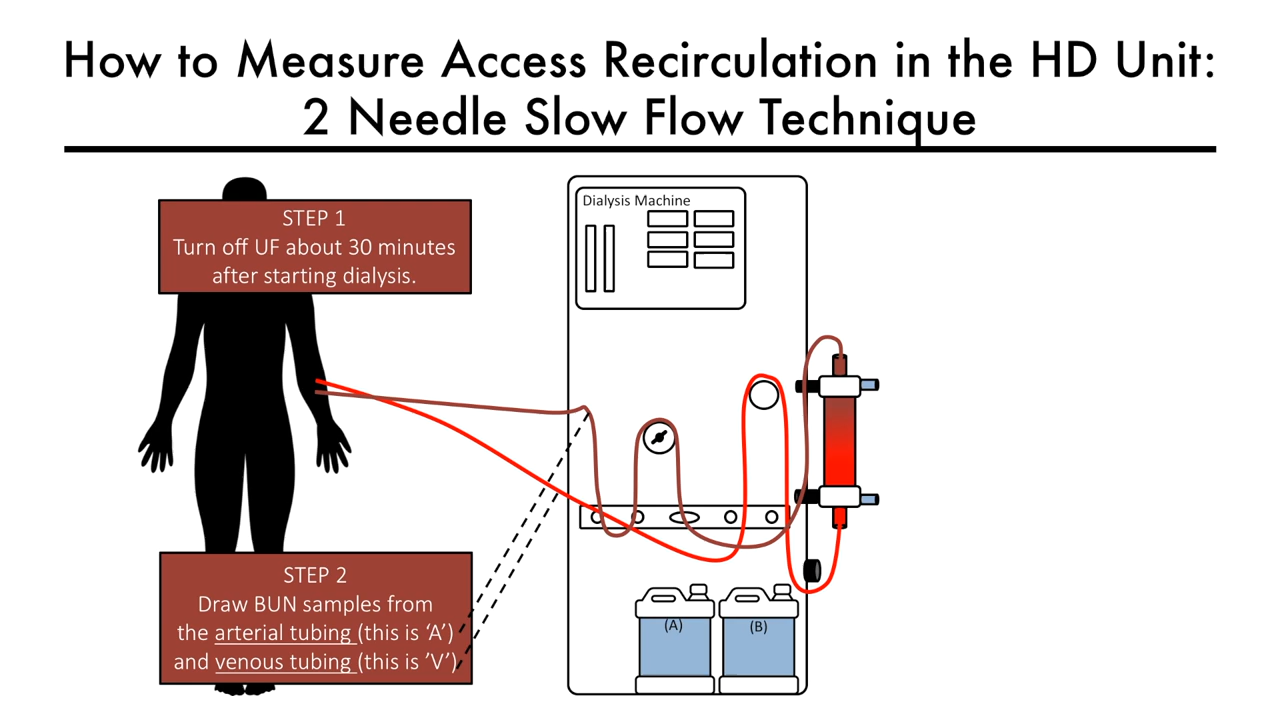 How to Measure Access Recirculation in the HD Unit:
2 Needle Slow Flow Technique
STEP 1
Turn off UF about 30 minutes
after starting dialysis.
Dialysis Machine
STEP 2
Draw BUN samples from
the arterial tubing (this is ‘A’)
and venous tubing (this is ’V’)
(A)
(B)